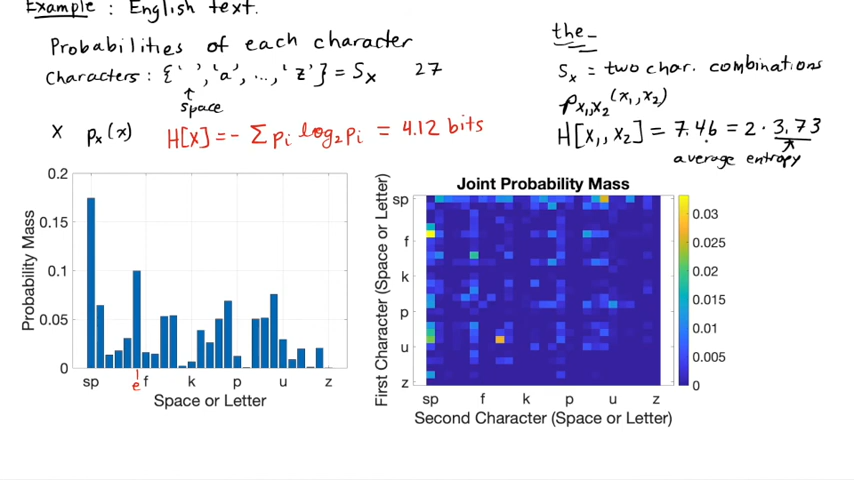 Example : English text.
Probabilities of each character
Characters : {' ', 'a', ..., 'z'} = Sx 27
↑
space
X px(x) H[X] = - Σ pi log2 pi = 4.12 bits
the_
Sx = two char. combinations
px1,x2(x1,x2)
H[x1,x2] = 7.46 = 2 · 3.73
average entropy
0.2
0.15
0.1
0.05
0
Probability Mass
sp f k p u z
e
Space or Letter
Joint Probability Mass
sp
f
k
p
u
z
First Character (Space or Letter)
sp f k p u z
Second Character (Space or Letter)
0.03
0.025
0.02
0.015
0.01
0.005
0